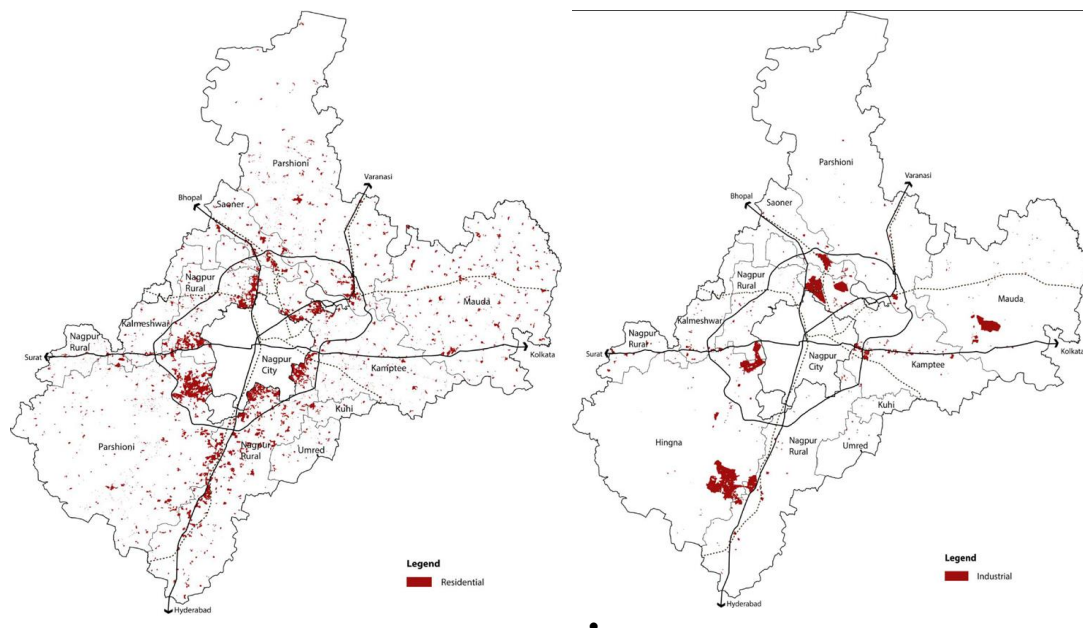 Parshioni
Varanasi
Bhopal
Saoner
Nagpur
Rural
Mauda
Kalmeshwar
Nagpur
Rural
Surat
Kolkata
Nagpur
City
Kamptee
Kuhi
Parshioni
Nagpur
Rural
Umred
Legend
Residential
Hyderabad
Parshioni
Varanasi
Bhopal
Saoner
Nagpur
Rural
Mauda
Kalmeshwar
Nagpur
Rural
Surat
Kolkata
Nagpur
City
Kamptee
Kuhi
Hingna
Nagpur
Rural
Umred
Legend
Industrial
Hyderabad